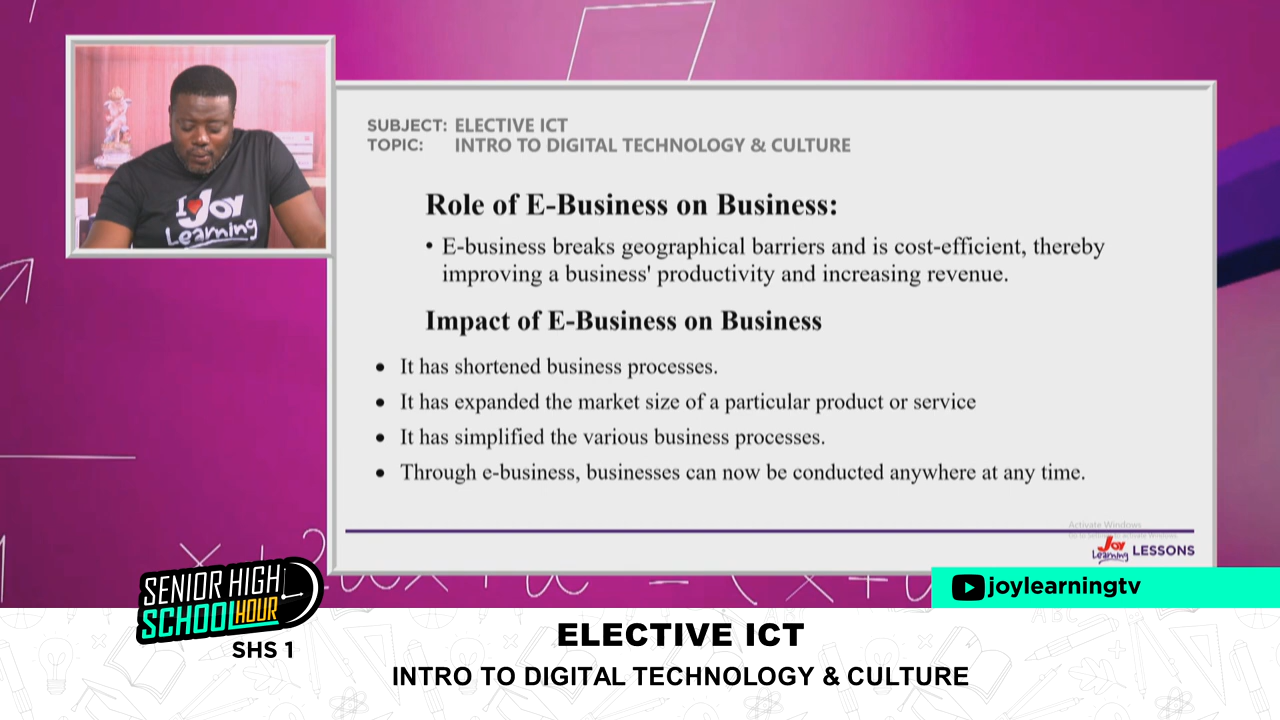 SUBJECT: ELECTIVE ICT
TOPIC: INTRO TO DIGITAL TECHNOLOGY & CULTURE
Role of E-Business on Business:
• E-business breaks geographical barriers and is cost-efficient, thereby
improving a business' productivity and increasing revenue.
Impact of E-Business on Business
• It has shortened business processes.
• It has expanded the market size of a particular product or service
• It has simplified the various business processes.
• Through e-business, businesses can now be conducted anywhere at any time.
I JOY
Learning
Activate Windows
Joy
Learning LESSONS
joylearningtv
SENIOR HIGH
SCHOOL HOUR
SHS 1
ELECTIVE ICT
INTRO TO DIGITAL TECHNOLOGY & CULTURE